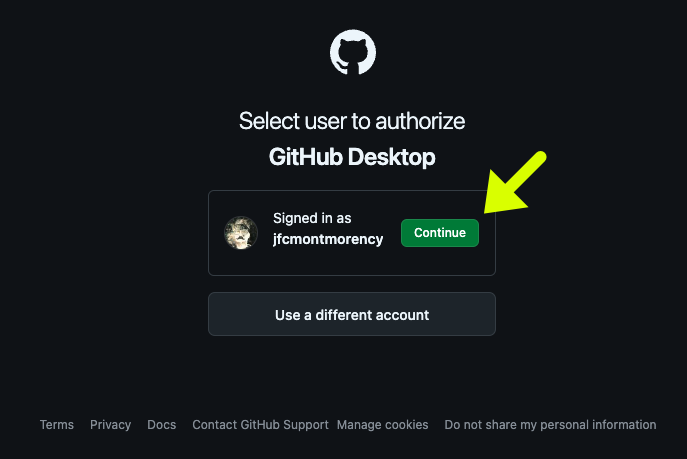 Select user to authorize
GitHub Desktop
Signed in as
jfcmontmorency
Continue
Use a different account
Terms Privacy Docs Contact GitHub Support Manage cookies Do not share my personal information